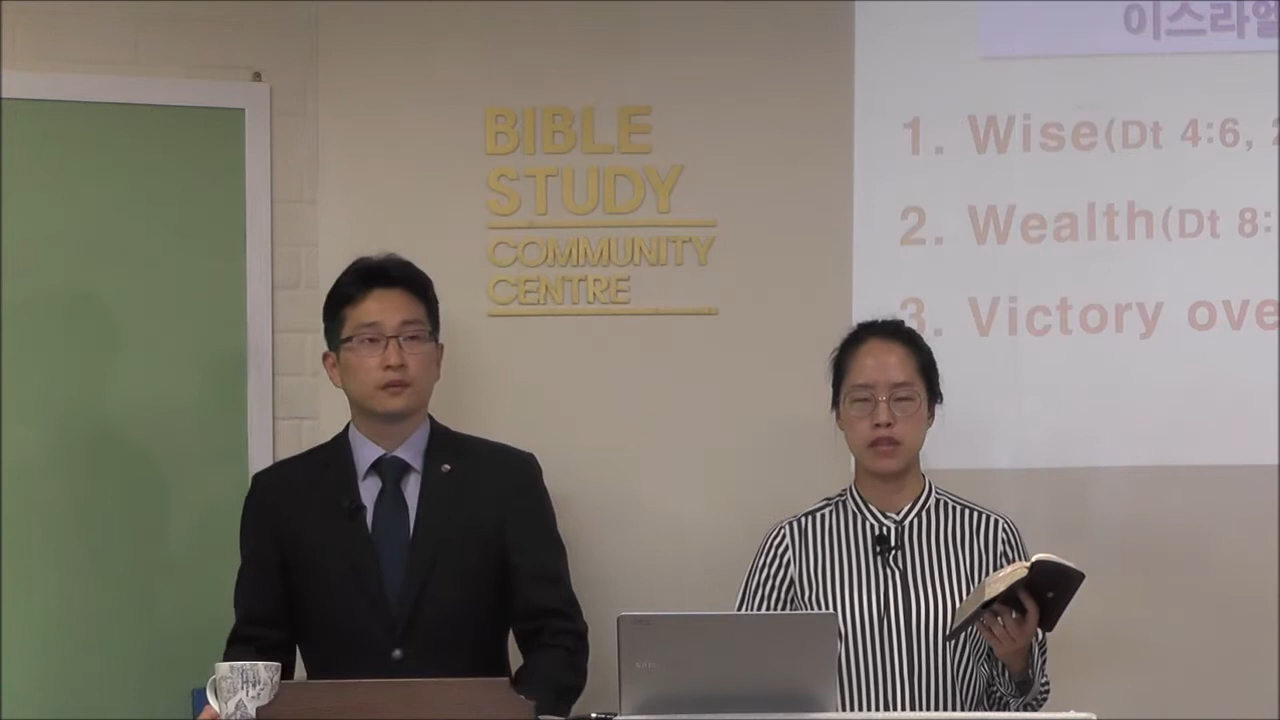 BIBLE
STUDY
COMMUNITY
CENTRE
이스라엘
1. Wise(Dt 4:6, 2
2. Wealth(Dt 8:
3. Victory ove